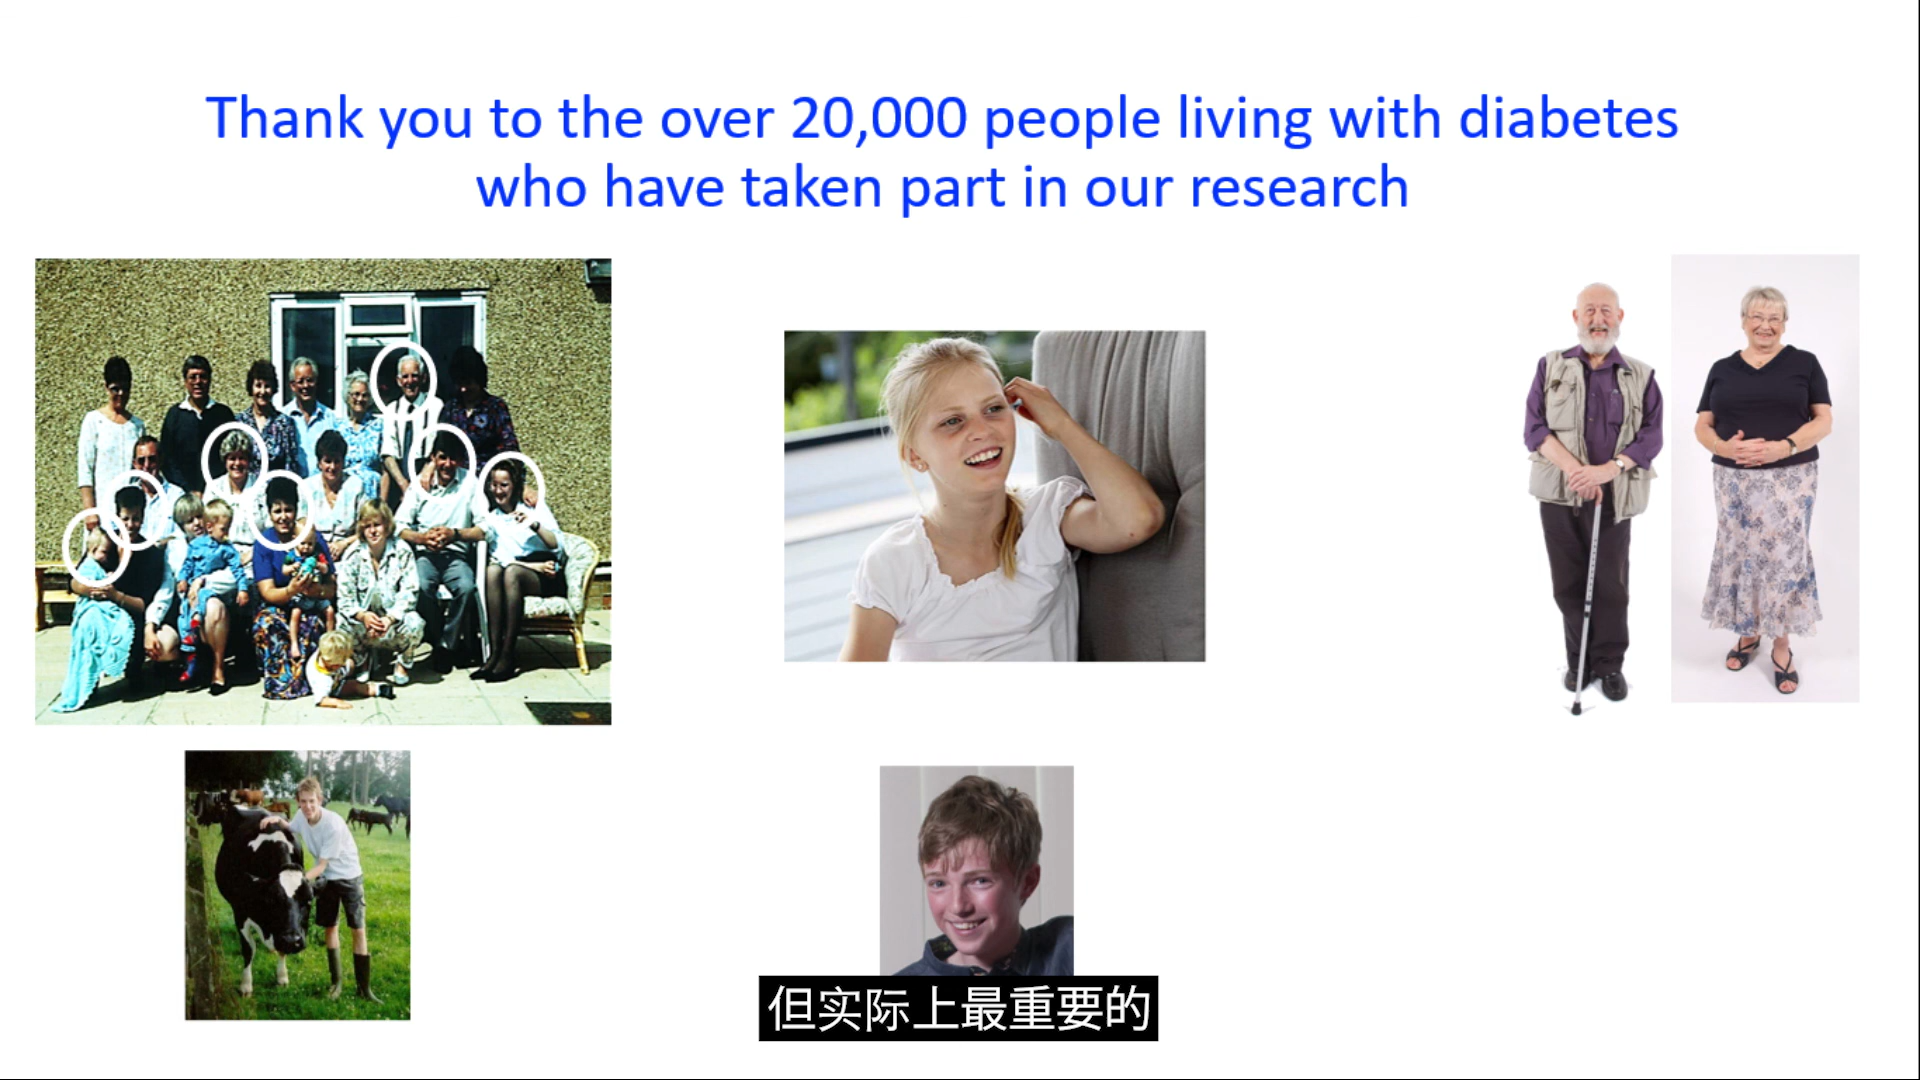 Thank you to the over 20,000 people living with diabetes
who have taken part in our research
但实际上最重要的